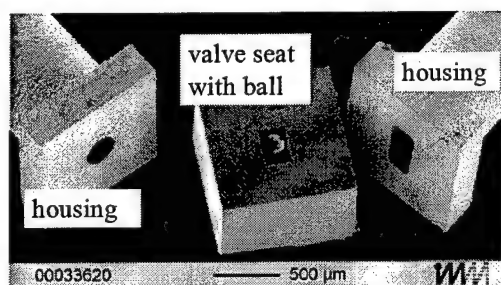 valve seat
with ball
housing
housing
00033620
500 µm
IMM